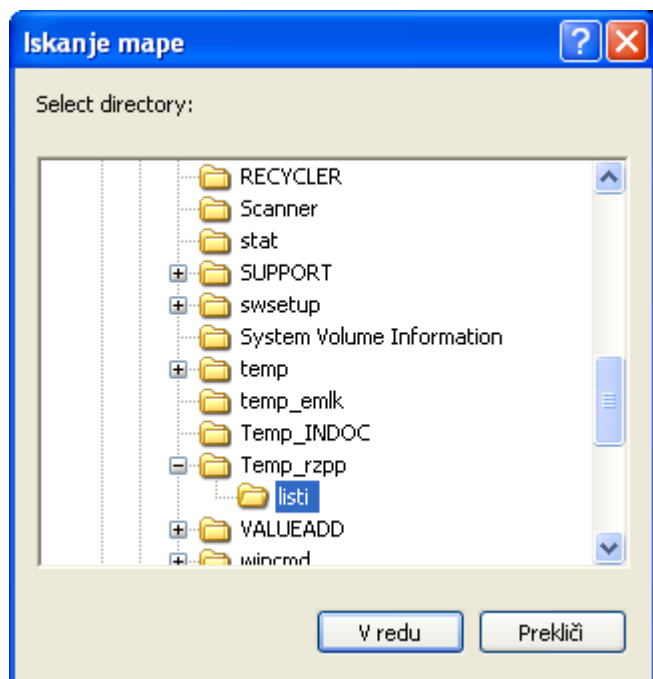 Iskanje mape
Select directory:
RECYCLER
Scanner
stat
SUPPORT
swsetup
System Volume Information
temp
temp_emlk
Temp_INDOC
Temp_rzpp
listi
VALUEADD
wincmd
V redu
Prekliči